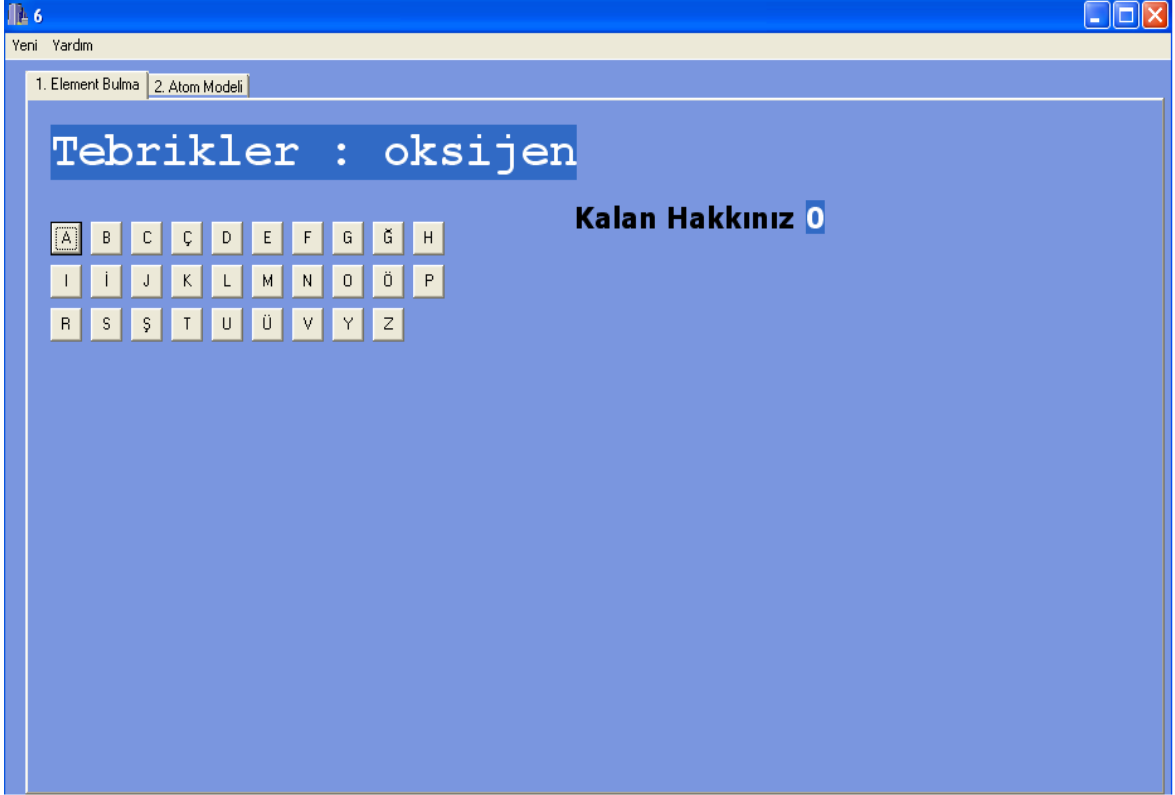 6
Yeni Yardım
1. Element Bulma 2. Atom Modeli
Tebrikler : oksijen
Kalan Hakkınız 0
A B C Ç D E F G Ğ H
I İ J K L M N O Ö P
R S Ş T U Ü V Y Z